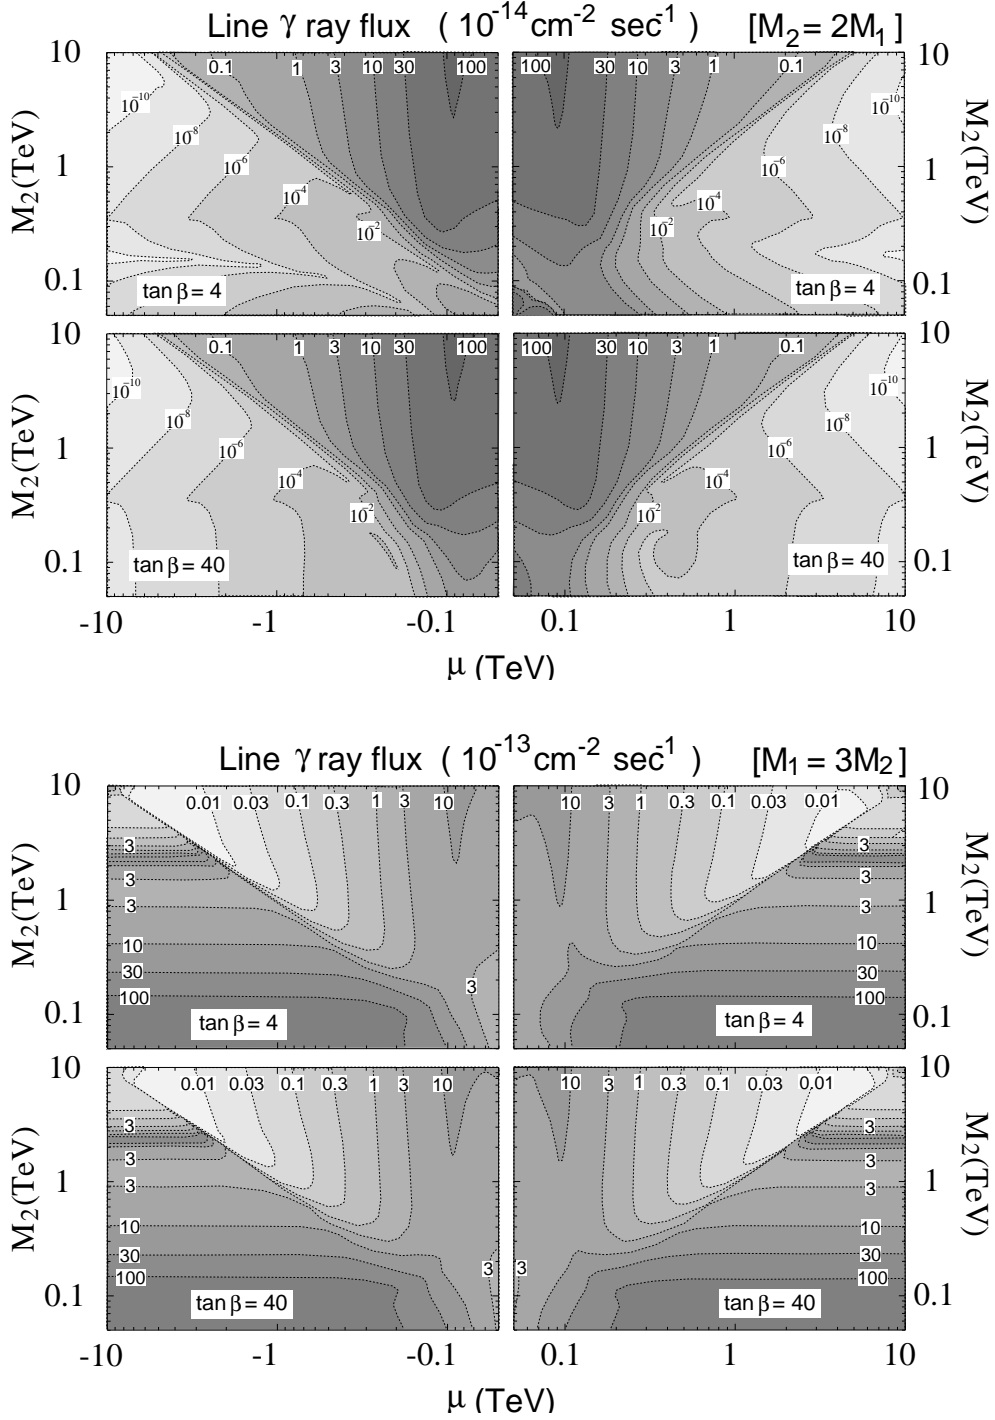 Line γ ray flux ( 10^-14 cm^-2 sec^-1 ) [M_2 = 2M_1]
10 0.1 1 3 10 30 100 100 30 10 3 1 0.1 10
10^-10 10^-10
10^-8 10^-8
M_2(TeV) 1 10^-6 10^-6 1 M_2(TeV)
10^-4 10^-4
10^-2 10^-2
0.1 tan β = 4 tan β = 4 0.1
10 0.1 1 3 10 30 100 100 30 10 3 1 0.1 10
10^-10 10^-10
10^-8 10^-8
M_2(TeV) 1 10^-6 10^-6 1 M_2(TeV)
10^-4 10^-4
10^-2 10^-2
0.1 tan β = 40 tan β = 40 0.1
-10 -1 -0.1 0.1 1 10
μ (TeV)
Line γ ray flux ( 10^-13 cm^-2 sec^-1 ) [M_1 = 3M_2]
10 0.01 0.03 0.1 0.3 1 3 10 10 3 1 0.3 0.1 0.03 0.01 10
3 3
3 3
M_2(TeV) 1 3 3 1 M_2(TeV)
10 10
30 3 30
100 100
0.1 tan β = 4 tan β = 4 0.1
10 0.01 0.03 0.1 0.3 1 3 10 10 3 1 0.3 0.1 0.03 0.01 10
3 3
3 3
M_2(TeV) 1 3 3 1 M_2(TeV)
10 10
30 30
100 3 3 100
0.1 tan β = 40 tan β = 40 0.1
-10 -1 -0.1 0.1 1 10
μ (TeV)